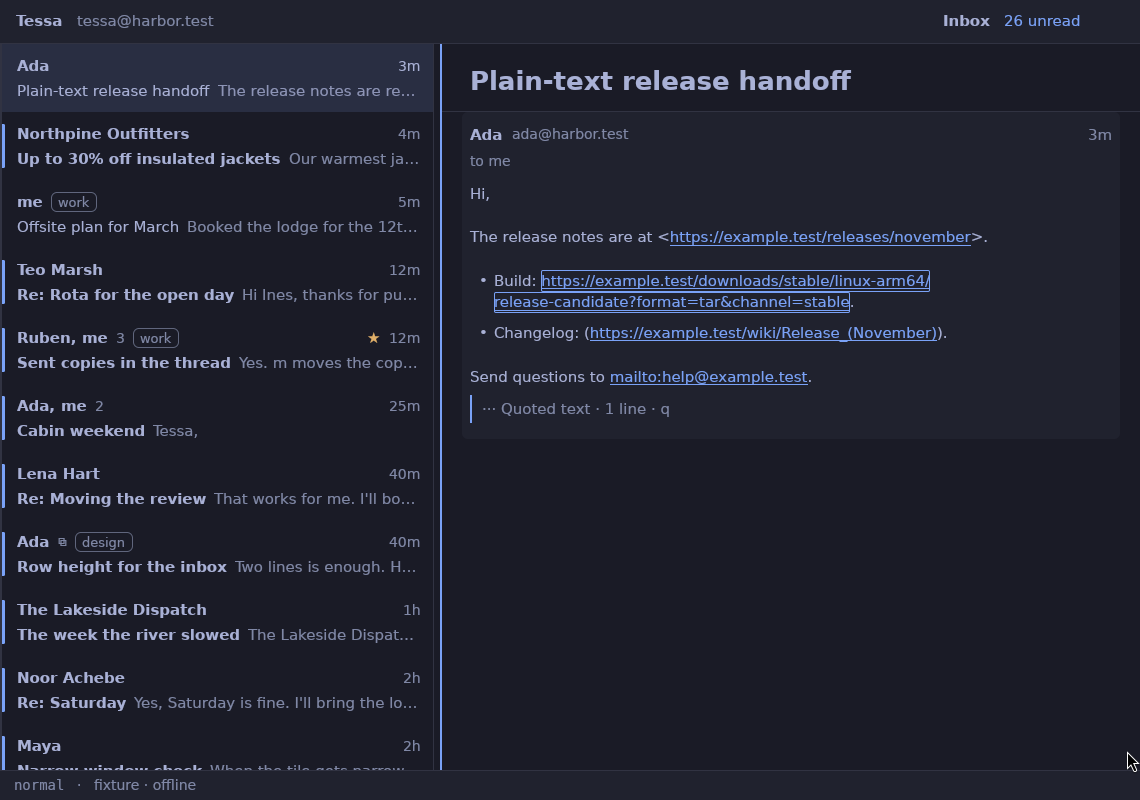 Tessa tessa@harbor.test Inbox 26 unread
Ada 3m
Plain-text release handoff The release notes are re…
Northpine Outfitters 4m
Up to 30% off insulated jackets Our warmest ja…
me work 5m
Offsite plan for March Booked the lodge for the 12t…
Teo Marsh 12m
Re: Rota for the open day Hi Ines, thanks for pu…
Ruben, me 3 work ★ 12m
Sent copies in the thread Yes. m moves the cop…
Ada, me 2 25m
Cabin weekend Tessa,
Lena Hart 40m
Re: Moving the review That works for me. I'll bo…
Ada design 40m
Row height for the inbox Two lines is enough. H…
The Lakeside Dispatch 1h
The week the river slowed The Lakeside Dispat…
Noor Achebe 2h
Re: Saturday Yes, Saturday is fine. I'll bring the lo…
Maya 2h
Narrow window check When the tile gets narrow…
Plain-text release handoff
Ada ada@harbor.test 3m
to me
Hi,
The release notes are at <https://example.test/releases/november>.
• Build: https://example.test/downloads/stable/linux-arm64/
release-candidate?format=tar&channel=stable.
• Changelog: (https://example.test/wiki/Release_(November)).
Send questions to mailto:help@example.test.
··· Quoted text · 1 line · q
normal · fixture · offline